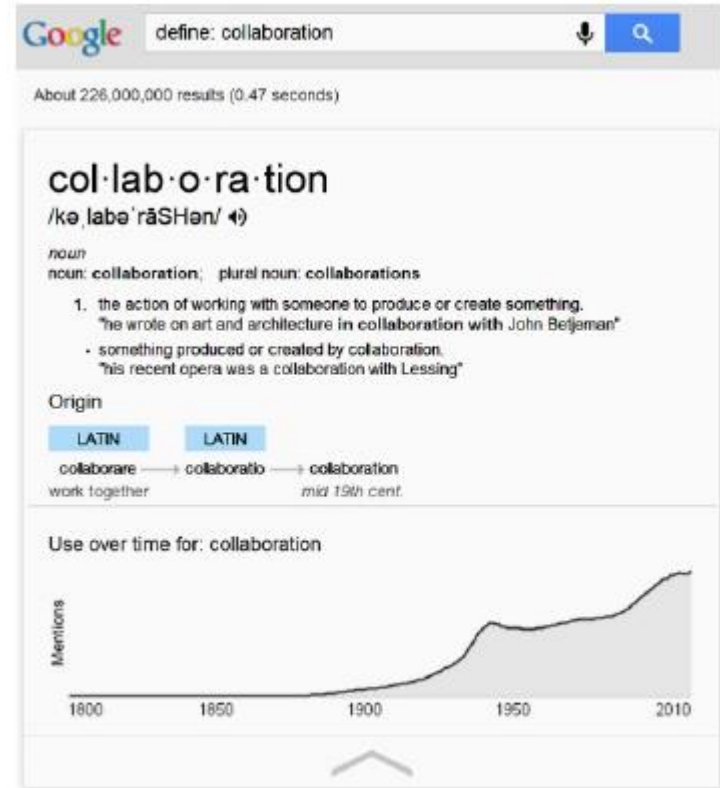 Google define: collaboration
About 226,000,000 results (0.47 seconds)
col·lab·o·ra·tion
/kəˌlabəˈrāSHən/
noun
noun: collaboration; plural noun: collaborations
1. the action of working with someone to produce or create something.
"he wrote on art and architecture in collaboration with John Betjeman"
• something produced or created by collaboration.
"his recent opera was a collaboration with Lessing"
Origin
LATIN LATIN
collaborare collaboratio collaboration
work together mid 19th cent.
Use over time for: collaboration
Mentions
1800 1850 1900 1950 2010